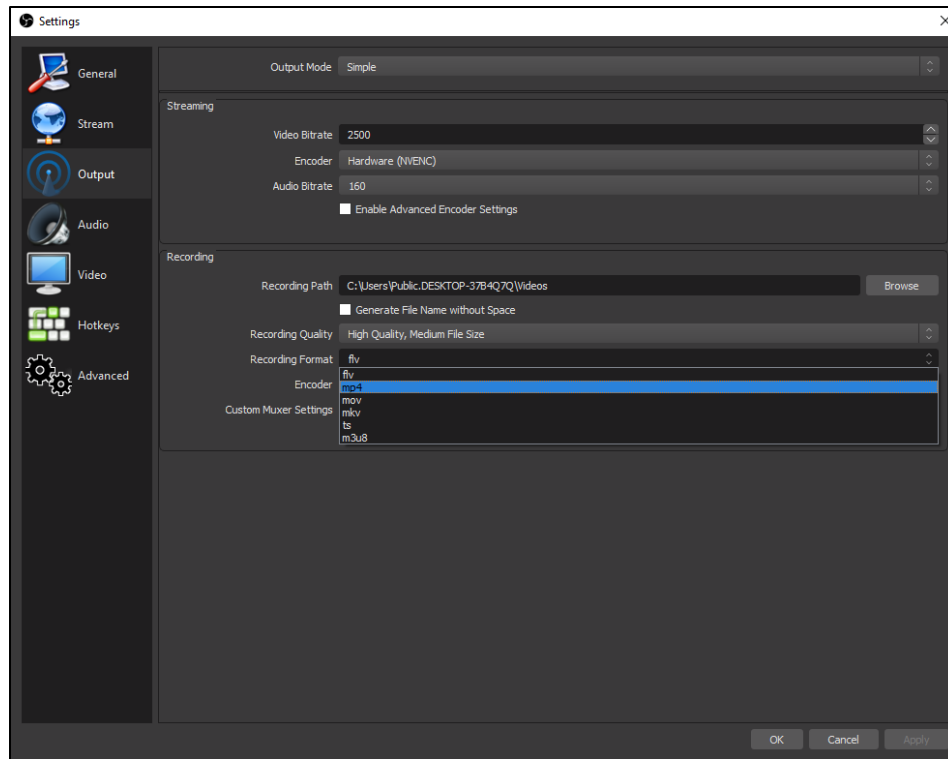 Settings
General
Stream
Output
Audio
Video
Hotkeys
Advanced
Output Mode Simple
Streaming
Video Bitrate 2500
Encoder Hardware (NVENC)
Audio Bitrate 160
Enable Advanced Encoder Settings
Recording
Recording Path C:\Users\Public.DESKTOP-37B4Q7Q\Videos Browse
Generate File Name without Space
Recording Quality High Quality, Medium File Size
Recording Format flv
flv
Encoder mp4
mov
Custom Muxer Settings mkv
ts
m3u8
OK Cancel Apply